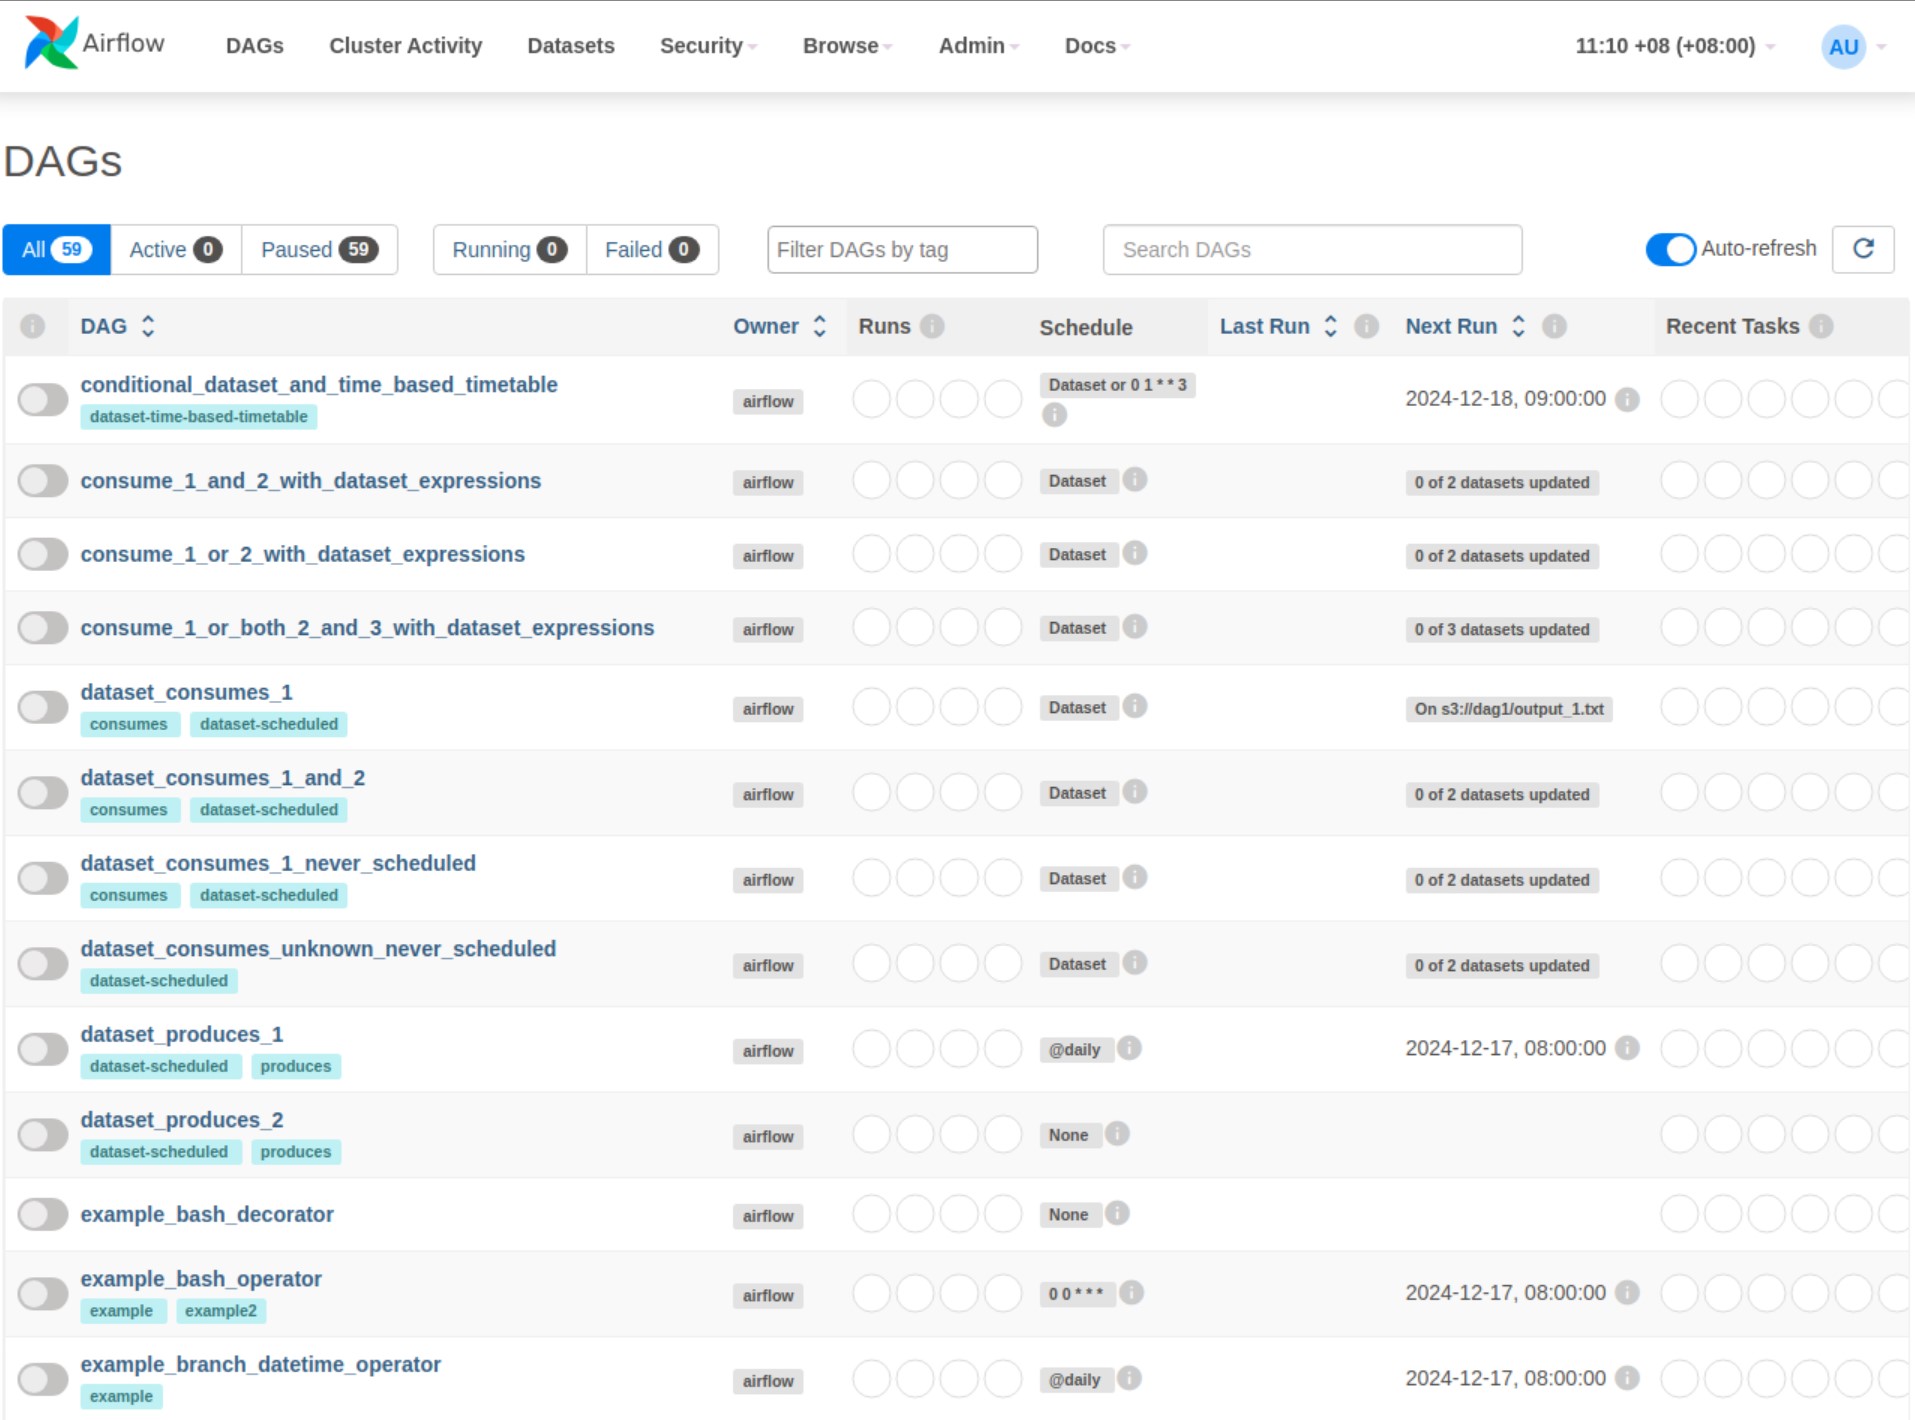 Airflow DAGs Cluster Activity Datasets Security Browse Admin Docs 11:10 +08 (+08:00) AU
DAGs
All 59 Active 0 Paused 59 Running 0 Failed 0 Filter DAGs by tag Search DAGs Auto-refresh
DAG Owner Runs Schedule Last Run Next Run Recent Tasks
conditional_dataset_and_time_based_timetable
dataset-time-based-timetable
airflow
Dataset or 0 1 * * 3
2024-12-18, 09:00:00
consume_1_and_2_with_dataset_expressions airflow Dataset 0 of 2 datasets updated
consume_1_or_2_with_dataset_expressions airflow Dataset 0 of 2 datasets updated
consume_1_or_both_2_and_3_with_dataset_expressions airflow Dataset 0 of 3 datasets updated
dataset_consumes_1
consumes dataset-scheduled
airflow Dataset On s3://dag1/output_1.txt
dataset_consumes_1_and_2
consumes dataset-scheduled
airflow Dataset 0 of 2 datasets updated
dataset_consumes_1_never_scheduled
consumes dataset-scheduled
airflow Dataset 0 of 2 datasets updated
dataset_consumes_unknown_never_scheduled
dataset-scheduled
airflow Dataset 0 of 2 datasets updated
dataset_produces_1
dataset-scheduled produces
airflow @daily 2024-12-17, 08:00:00
dataset_produces_2
dataset-scheduled produces
airflow None
example_bash_decorator airflow None
example_bash_operator
example example2
airflow 0 0 * * * 2024-12-17, 08:00:00
example_branch_datetime_operator
example
airflow @daily 2024-12-17, 08:00:00